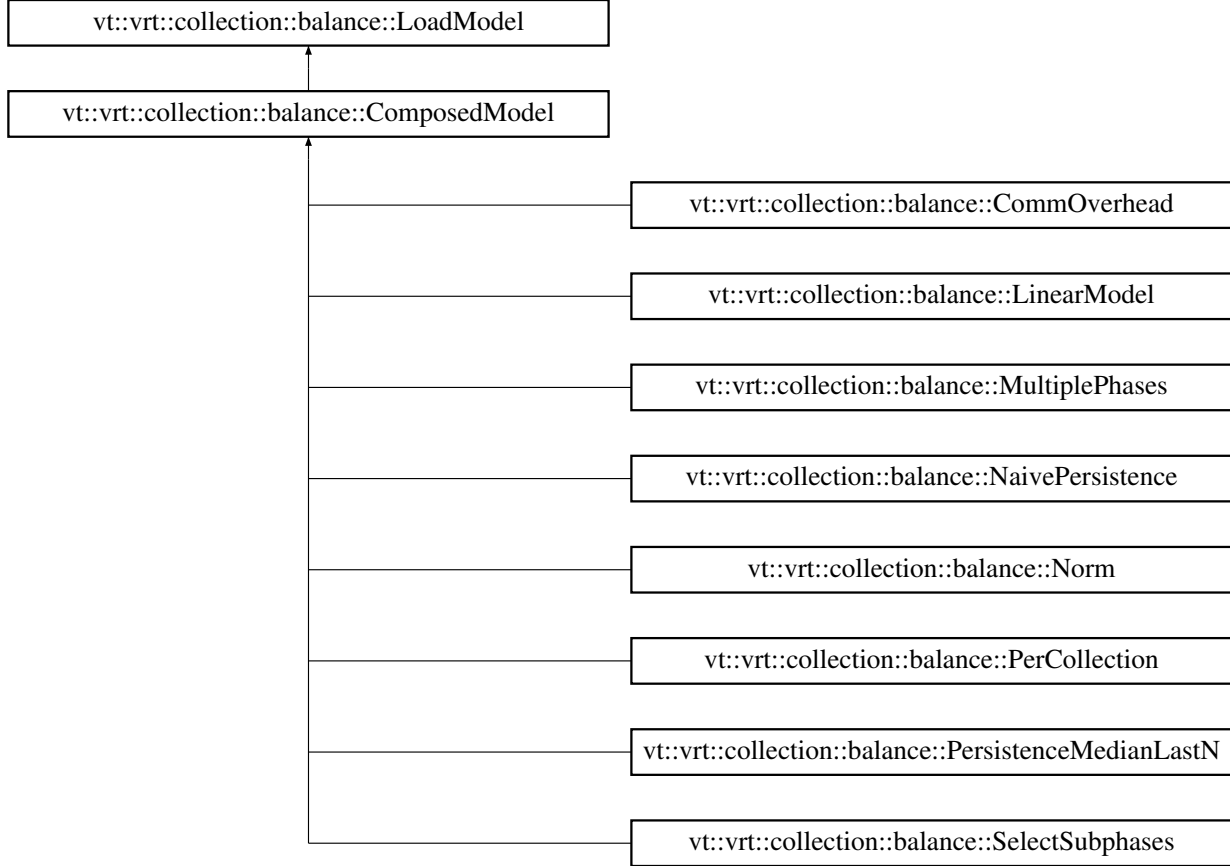 vt::vrt::collection::balance::LoadModel
vt::vrt::collection::balance::ComposedModel
vt::vrt::collection::balance::CommOverhead
vt::vrt::collection::balance::LinearModel
vt::vrt::collection::balance::MultiplePhases
vt::vrt::collection::balance::NaivePersistence
vt::vrt::collection::balance::Norm
vt::vrt::collection::balance::PerCollection
vt::vrt::collection::balance::PersistenceMedianLastN
vt::vrt::collection::balance::SelectSubphases